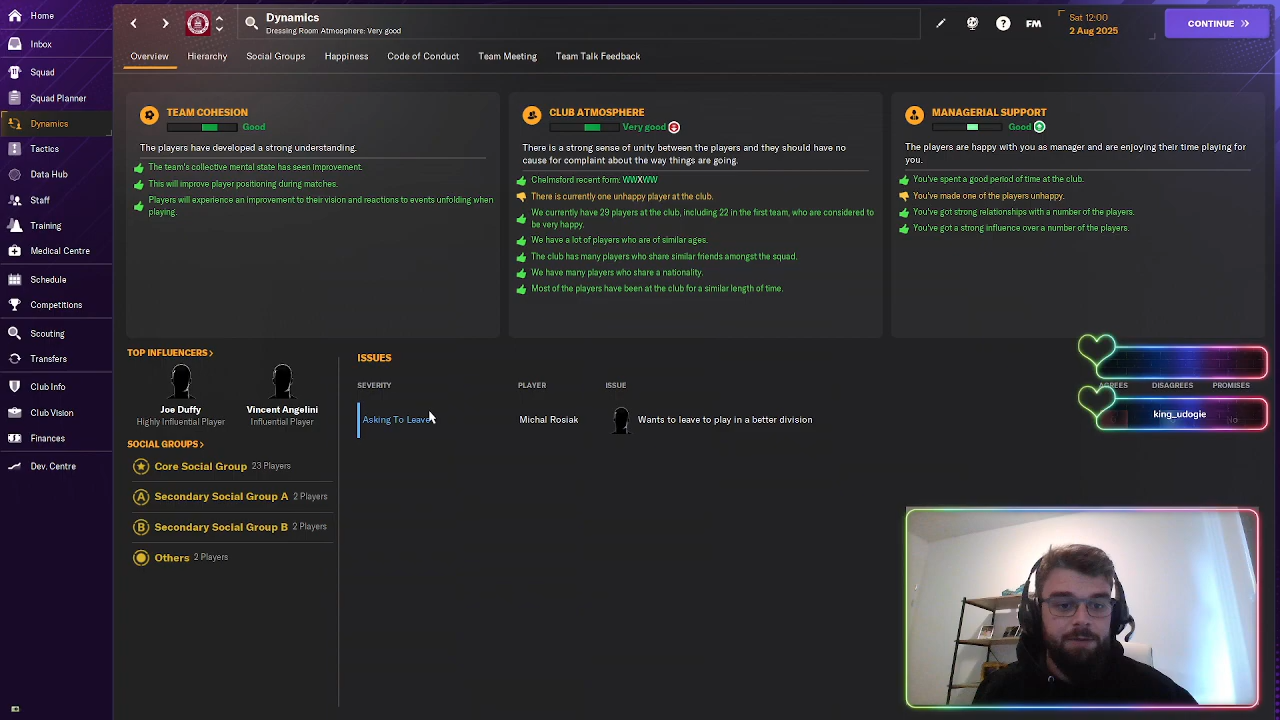 Home
Inbox
Squad
Squad Planner
Dynamics
Tactics
Data Hub
Staff
Training
Medical Centre
Schedule
Competitions
Scouting
Transfers
Club Info
Club Vision
Finances
Dev. Centre
Dynamics
Dressing Room Atmosphere: Very good
FM
Sat 12:00
2 Aug 2025
CONTINUE
Overview
Hierarchy
Social Groups
Happiness
Code of Conduct
Team Meeting
Team Talk Feedback
TEAM COHESION
Good
The players have developed a strong understanding.
The team's collective mental state has seen improvement.
This will improve player positioning during matches.
Players will experience an improvement to their vision and reactions to events unfolding when
playing.
CLUB ATMOSPHERE
Very good
There is a strong sense of unity between the players and they should have no
cause for complaint about the way things are going.
Chelmsford recent form: WWXWW
There is currently one unhappy player at the club.
We currently have 29 players at the club, including 22 in the first team, who are considered to
be very happy.
We have a lot of players who are of similar ages.
The club has many players who share similar friends amongst the squad.
We have many players who share a nationality.
Most of the players have been at the club for a similar length of time.
MANAGERIAL SUPPORT
Good
The players are happy with you as manager and are enjoying their time playing for
you.
You've spent a good period of time at the club.
You've made one of the players unhappy.
You've got strong relationships with a number of the players.
You've got a strong influence over a number of the players.
TOP INFLUENCERS >
Joe Duffy
Highly Influential Player
Vincent Angelini
Influential Player
SOCIAL GROUPS >
Core Social Group 23 Players
A Secondary Social Group A 2 Players
B Secondary Social Group B 2 Players
Others 2 Players
ISSUES
SEVERITY
PLAYER
ISSUE
AGREES
DISAGREES
PROMISES
Asking To Leave
Michal Rosiak
Wants to leave to play in a better division
king_udogie
No